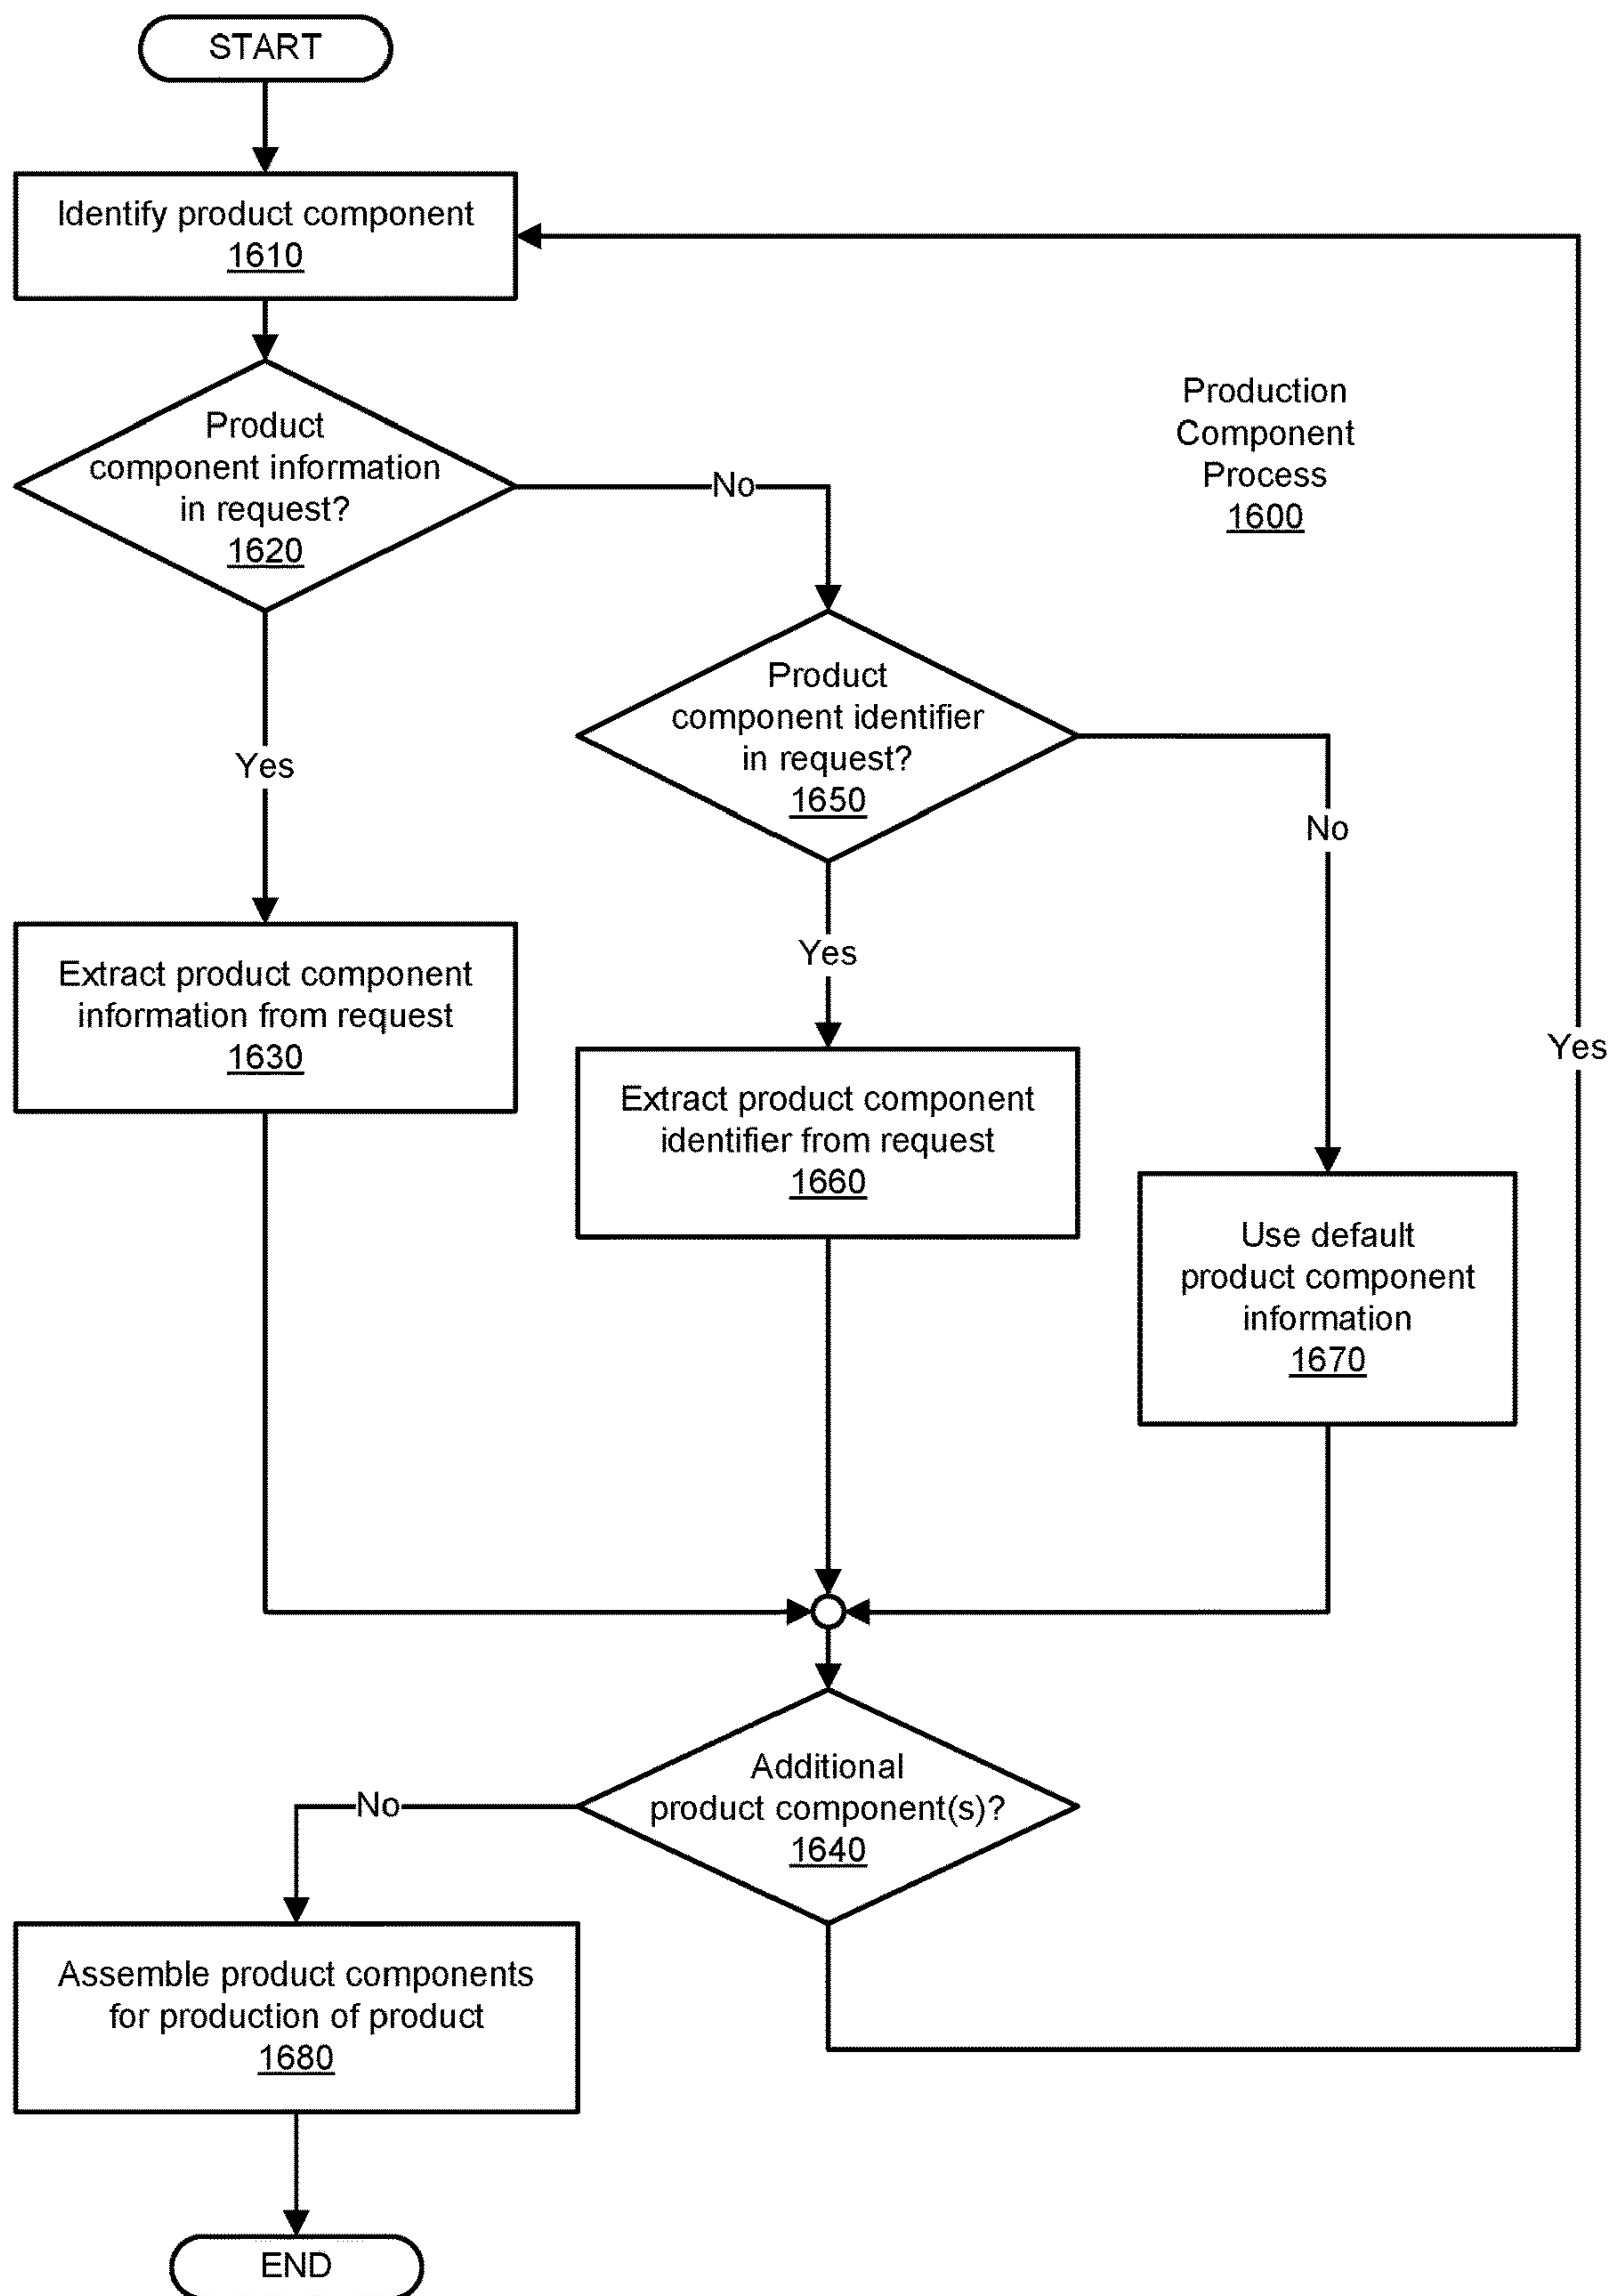 START
Identify product component
1610
Product
component information
in request?
1620
No
Production
Component
Process
1600
Product
component identifier
in request?
1650
Yes
No
Yes
Extract product component
information from request
1630
Yes
Extract product component
identifier from request
1660
Use default
product component
information
1670
Additional
product component(s)?
1640
No
Assemble product components
for production of product
1680
END